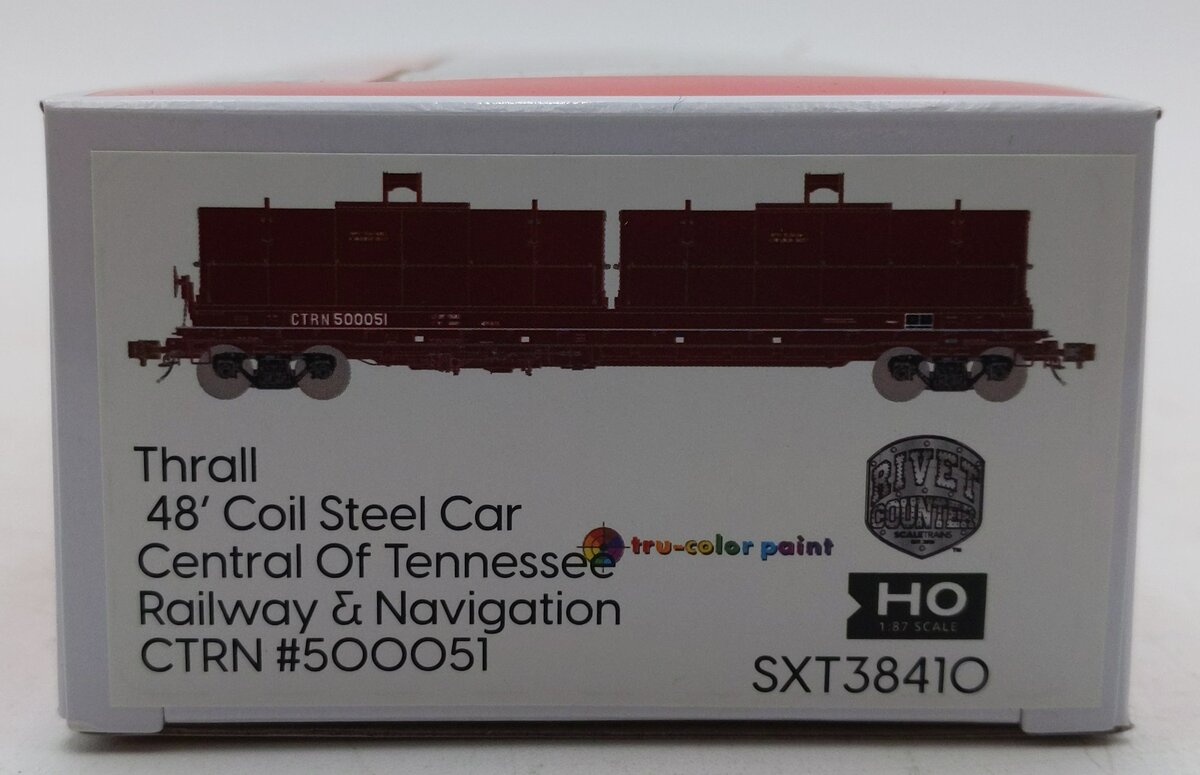 CTRN 500051
Thrall
48' Coil Steel Car
Central Of Tennessee
Railway & Navigation
CTRN #500051
tru-color paint
RIVET
COUNTER
SCALETRAINS
TM
HO
1:87 SCALE
SXT38410